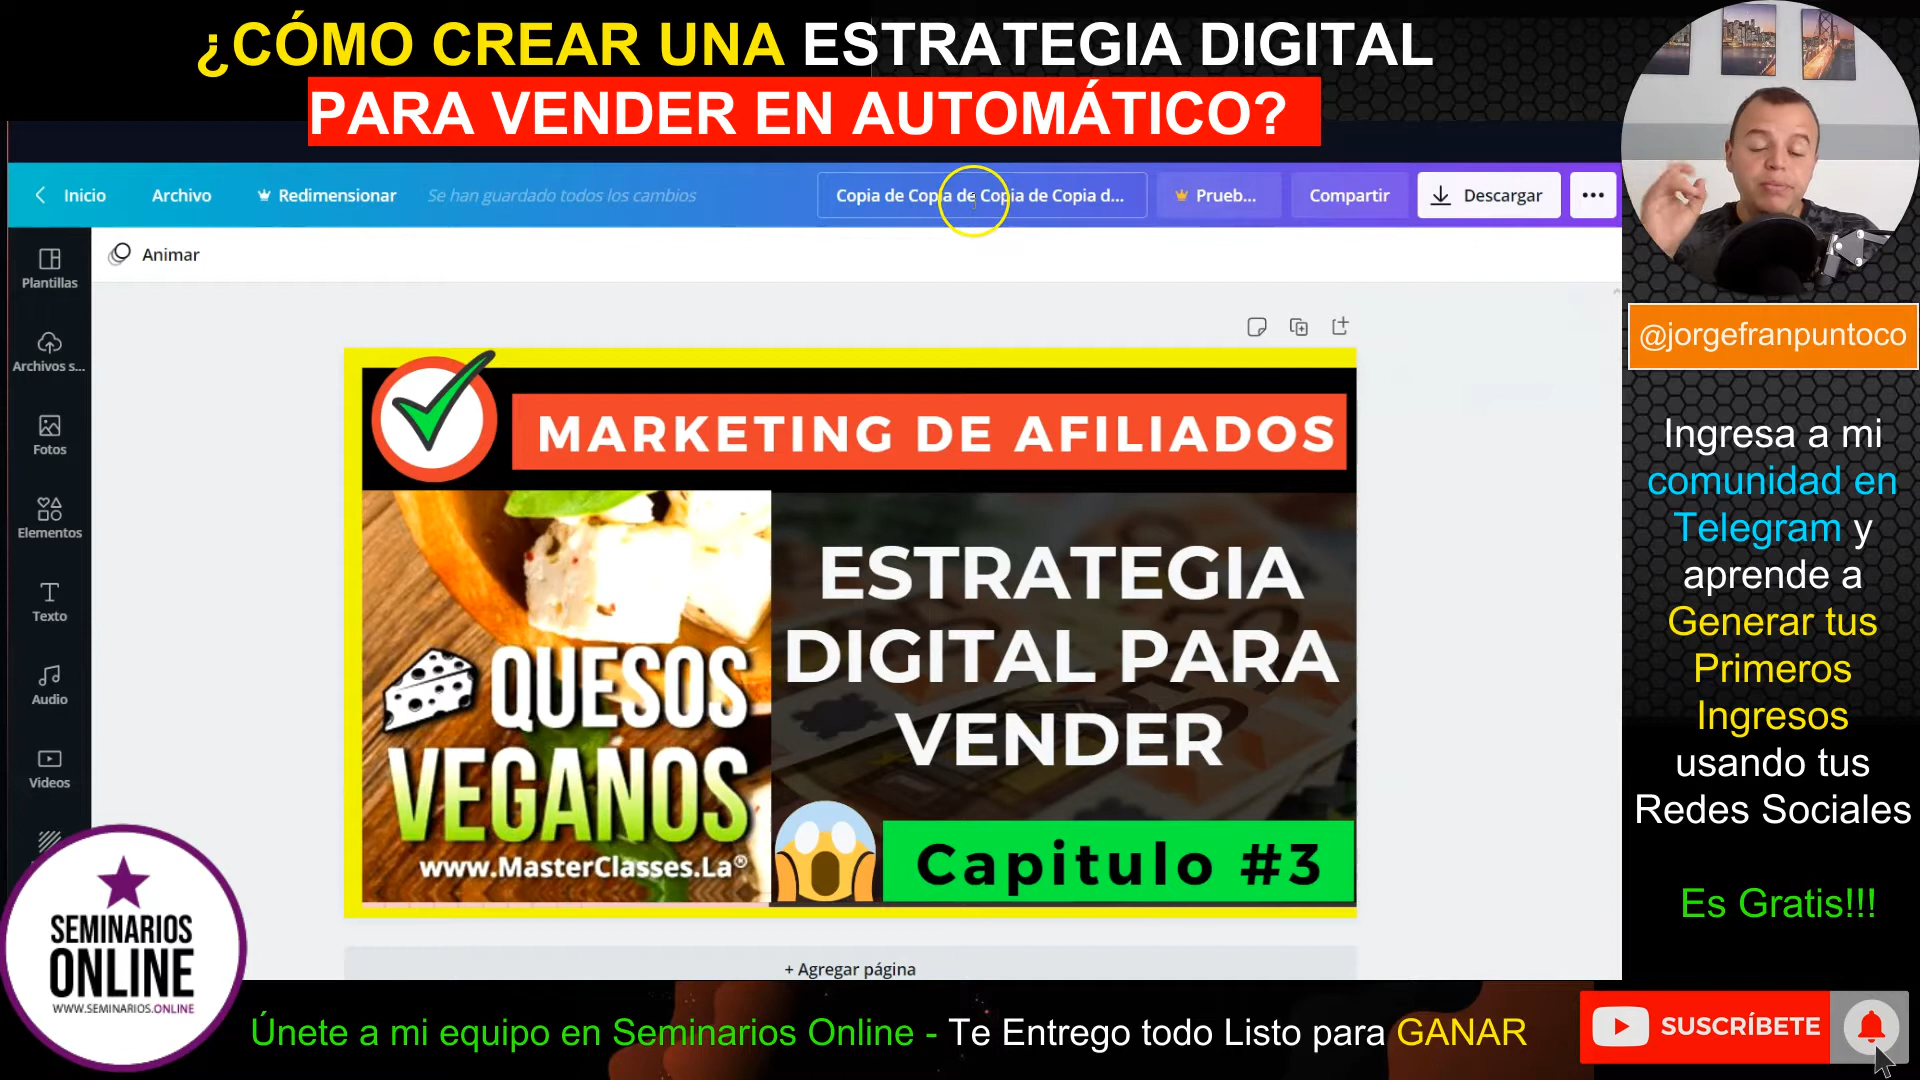 ¿CÓMO CREAR UNA ESTRATEGIA DIGITAL
PARA VENDER EN AUTOMÁTICO?
Inicio
Archivo
Redimensionar
Se han guardado todos los cambios
Copia de Copia de Copia de Copia d...
Prueb...
Compartir
Descargar
Animar
Plantillas
Archivos s...
Fotos
Elementos
Texto
Audio
Videos
MARKETING DE AFILIADOS
QUESOS
VEGANOS
www.MasterClasses.La®
ESTRATEGIA
DIGITAL PARA
VENDER
Capitulo #3
+ Agregar página
@jorgefranpuntoco
Ingresa a mi
comunidad en
Telegram y
aprende a
Generar tus
Primeros
Ingresos
usando tus
Redes Sociales
Es Gratis!!!
SEMINARIOS
ONLINE
WWW.SEMINARIOS.ONLINE
Únete a mi equipo en Seminarios Online - Te Entrego todo Listo para GANAR
SUSCRÍBETE